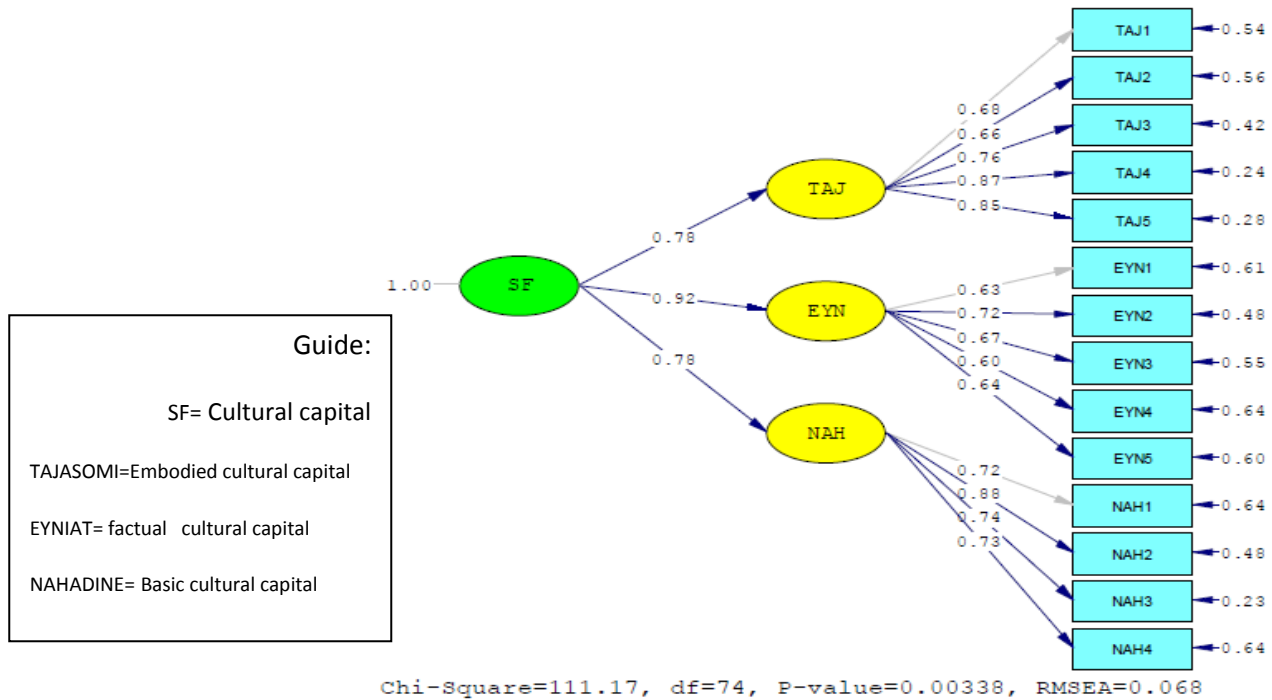 TAJ1
0.54
TAJ2
0.56
TAJ3
0.42
TAJ4
0.24
TAJ5
0.28
EYN1
0.61
EYN2
0.48
EYN3
0.55
EYN4
0.64
EYN5
0.60
NAH1
0.64
NAH2
0.48
NAH3
0.23
NAH4
0.64
0.68
0.66
0.76
0.87
0.85
TAJ
0.63
0.72
0.67
0.60
0.64
EYN
0.72
0.88
0.74
0.73
NAH
0.78
0.92
0.78
1.00
SF
Guide:
SF= Cultural capital
TAJASOMI=Embodied cultural capital
EYNIAT= factual cultural capital
NAHADINE= Basic cultural capital
Chi-Square=111.17, df=74, P-value=0.00338, RMSEA=0.068